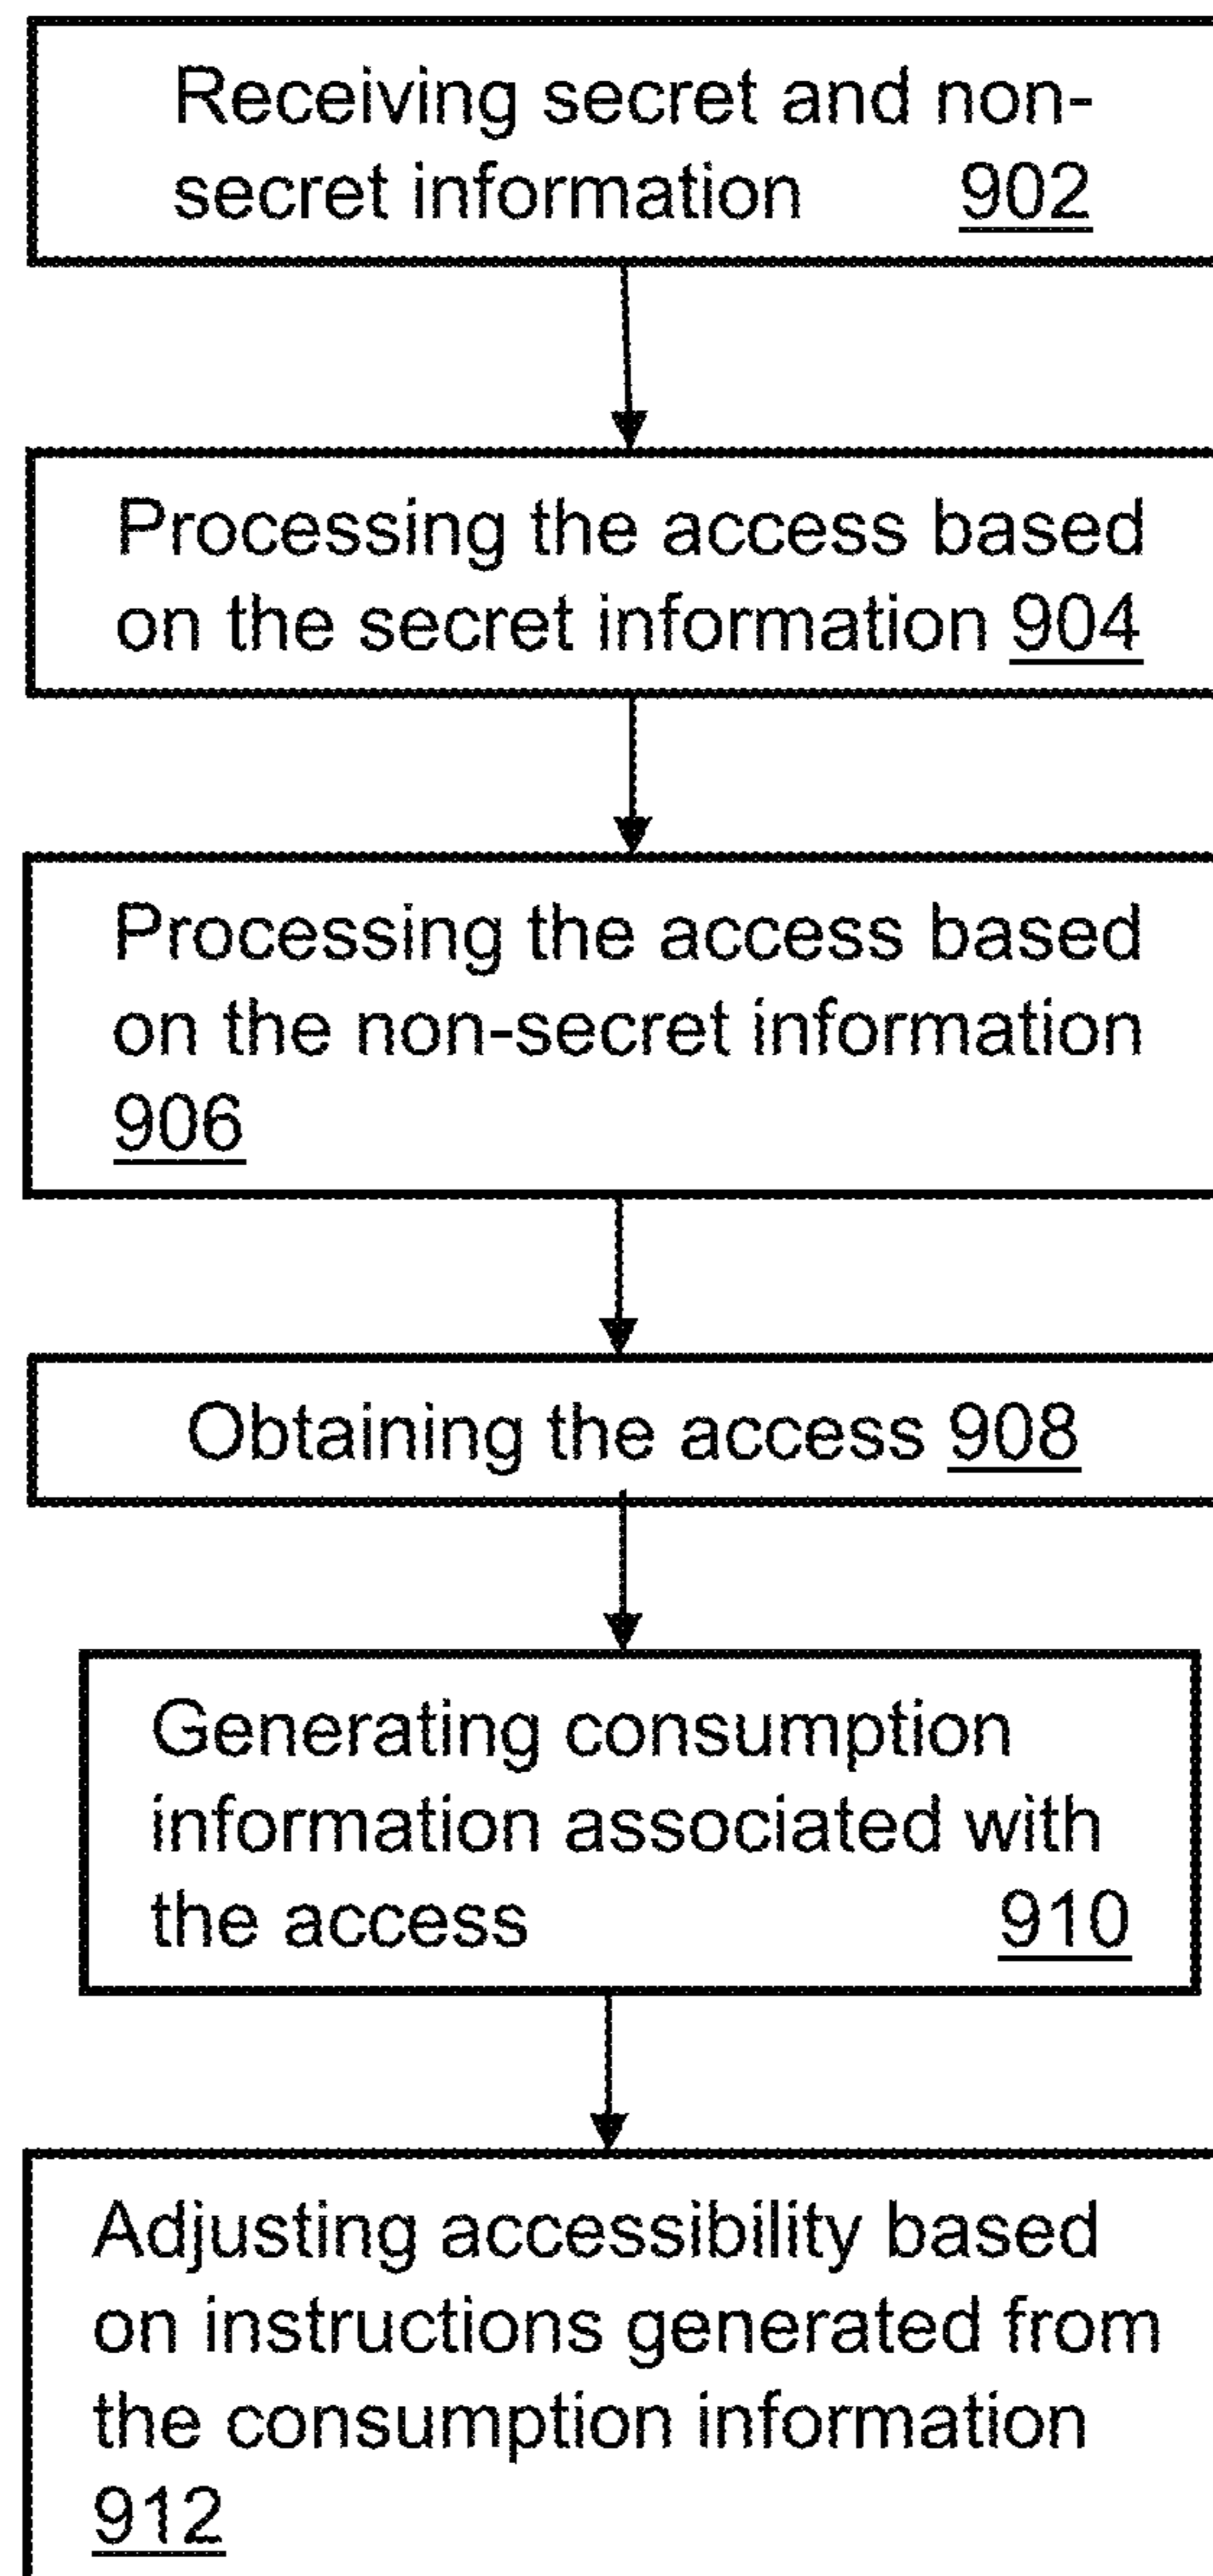 Receiving secret and non-
secret information 902
Processing the access based
on the secret information 904
Processing the access based
on the non-secret information
906
Obtaining the access 908
Generating consumption
information associated with
the access 910
Adjusting accessibility based
on instructions generated from
the consumption information
912